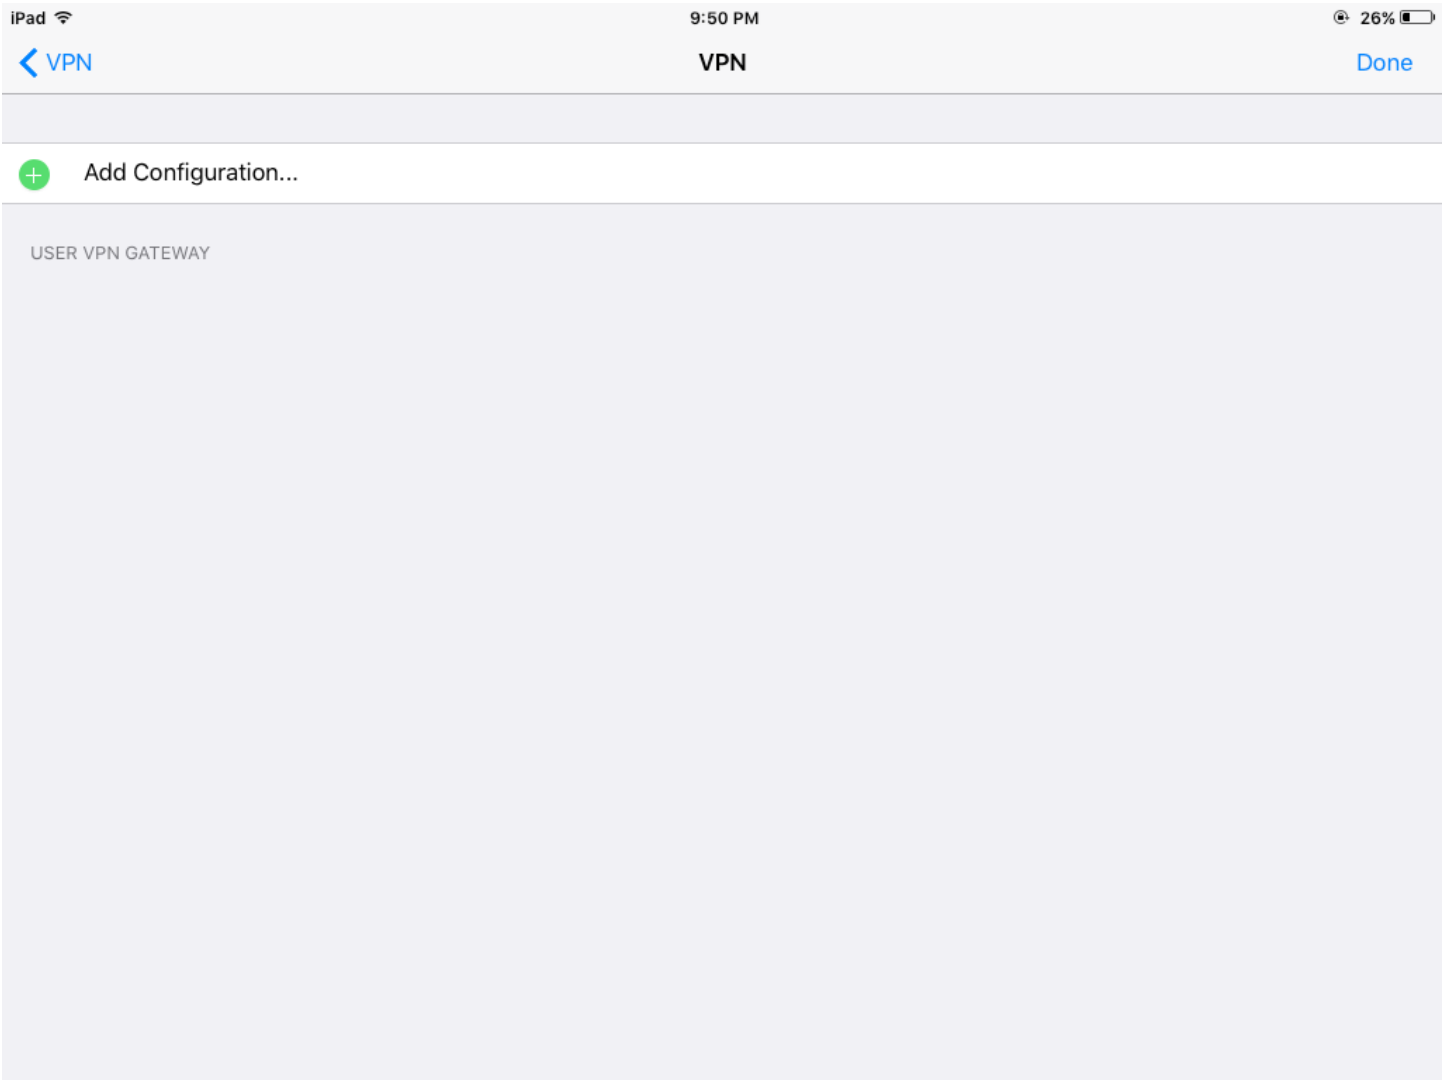 iPad 9:50 PM 26%
VPN VPN Done
Add Configuration...
USER VPN GATEWAY